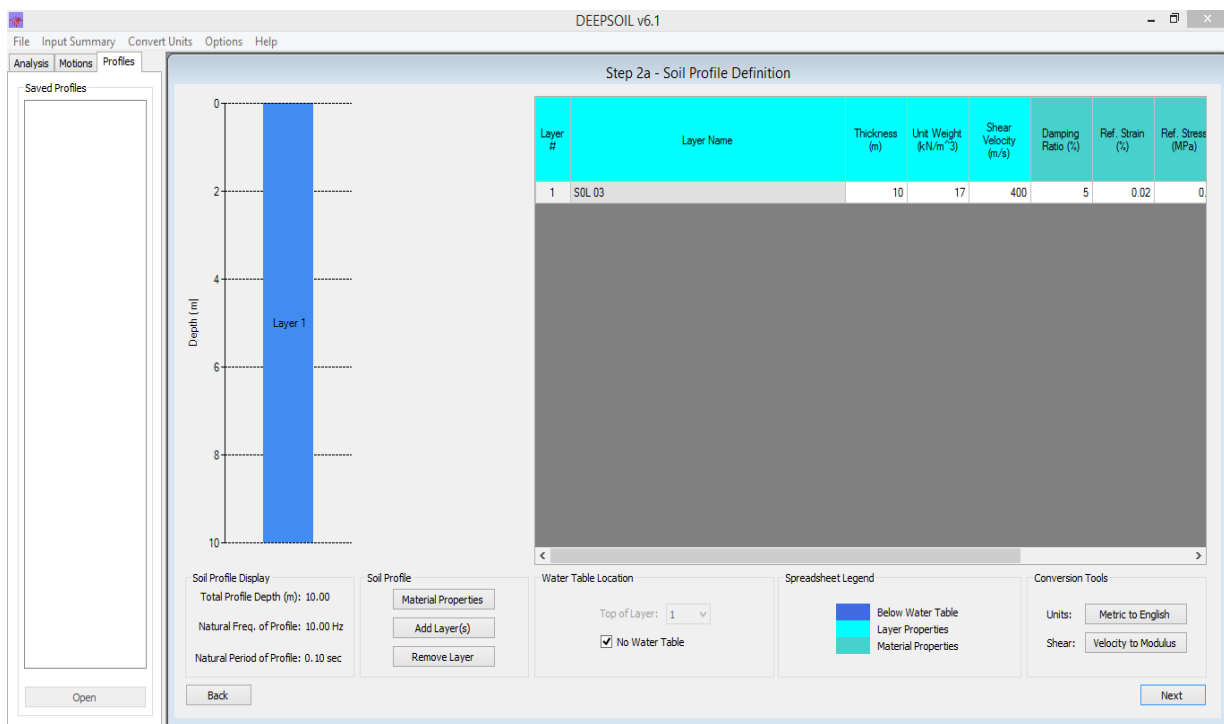 DEEPSOIL v6.1
File Input Summary Convert Units Options Help
Analysis Motions Profiles
Saved Profiles
Open
Step 2a - Soil Profile Definition
0
2
4
6
8
10
Depth (m)
Layer 1
Layer # Layer Name Thickness (m) Unit Weight (kN/m^3) Shear Velocity (m/s) Damping Ratio (%) Ref. Strain (%) Ref. Stress (MPa)
1 SOL 03 10 17 400 5 0.02 0.
Soil Profile Display
Total Profile Depth (m): 10.00
Natural Freq. of Profile: 10.00 Hz
Natural Period of Profile: 0.10 sec
Soil Profile
Material Properties
Add Layer(s)
Remove Layer
Water Table Location
Top of Layer: 1
No Water Table
Spreadsheet Legend
Below Water Table
Layer Properties
Material Properties
Conversion Tools
Units: Metric to English
Shear: Velocity to Modulus
Back
Next